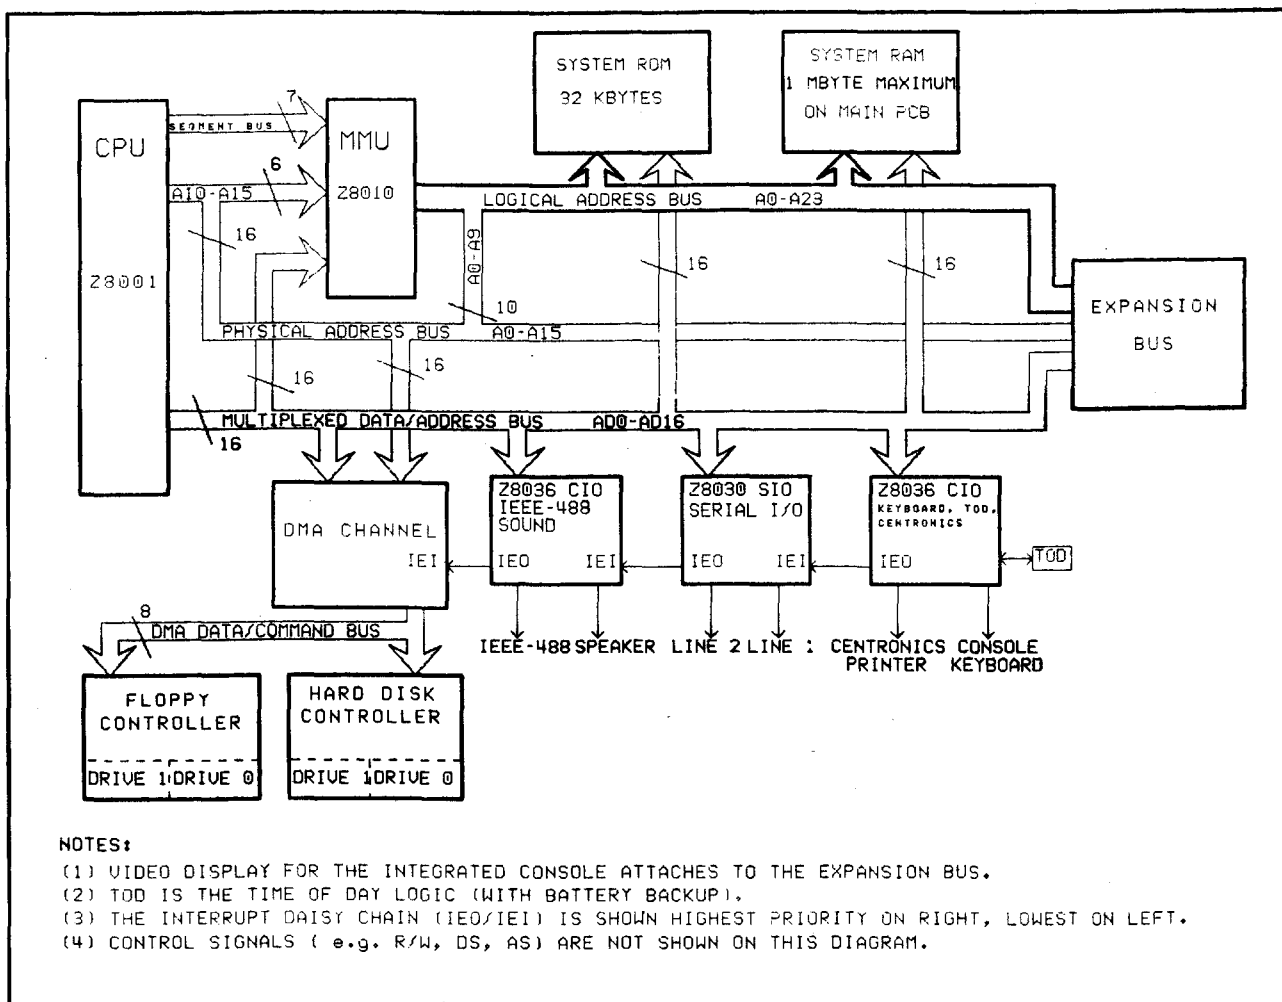 SYSTEM ROM
32 KBYTES
SYSTEM RAM
1 MBYTE MAXIMUM
ON MAIN PCB
CPU
Z8001
7
SEGMENT BUS
MMU
Z8010
6
A10-A15
16
LOGICAL ADDRESS BUS A0-A23
A0-A9
16
16
10
EXPANSION
BUS
PHYSICAL ADDRESS BUS A0-A15
16
16
MULTIPLEXED DATA/ADDRESS BUS AD0-AD16
16
DMA CHANNEL
IEI
Z8036 CIO
IEEE-488
SOUND
IEO IEI
Z8030 SIO
SERIAL I/O
IEO IEI
Z8036 CIO
KEYBOARD, TOD,
CENTRONICS
IEO
TOD
8
DMA DATA/COMMAND BUS
IEEE-488 SPEAKER LINE 2 LINE 1 CENTRONICS CONSOLE
PRINTER KEYBOARD
FLOPPY
CONTROLLER
DRIVE 1 DRIVE 0
HARD DISK
CONTROLLER
DRIVE 1 DRIVE 0
NOTES:
(1) VIDEO DISPLAY FOR THE INTEGRATED CONSOLE ATTACHES TO THE EXPANSION BUS.
(2) TOD IS THE TIME OF DAY LOGIC (WITH BATTERY BACKUP).
(3) THE INTERRUPT DAISY CHAIN (IEO/IEI) IS SHOWN HIGHEST PRIORITY ON RIGHT, LOWEST ON LEFT.
(4) CONTROL SIGNALS ( e.g. R/W, DS, AS) ARE NOT SHOWN ON THIS DIAGRAM.